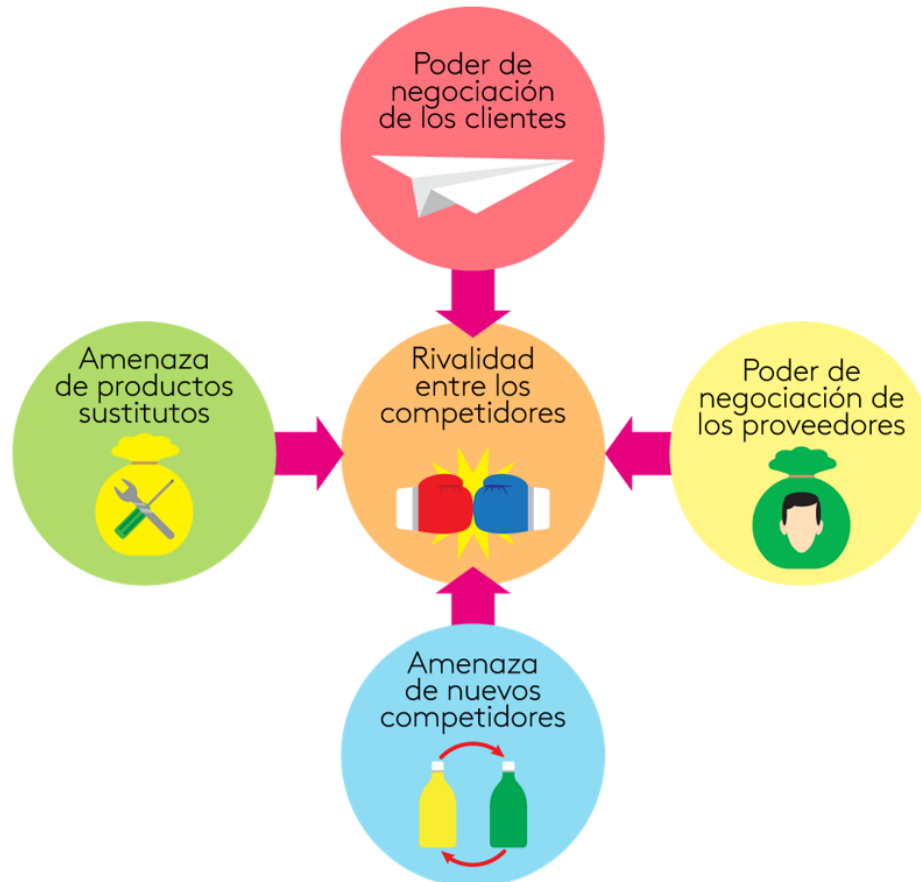 Poder de
negociación
de los clientes
Amenaza
de productos
sustitutos
Rivalidad
entre los
competidores
Poder de
negociación de
los proveedores
Amenaza
de nuevos
competidores